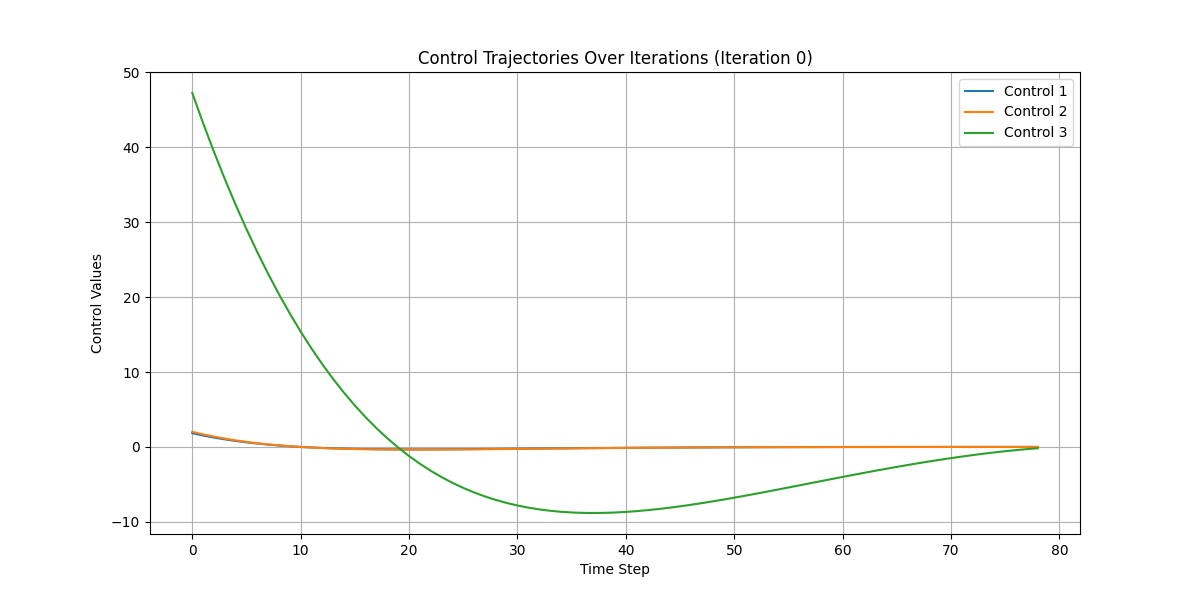 Control Trajectories Over Iterations (Iteration 0)
Control 1
Control 2
Control 3
Control Values
50
40
30
20
10
0
−10
0 10 20 30 40 50 60 70 80
Time Step